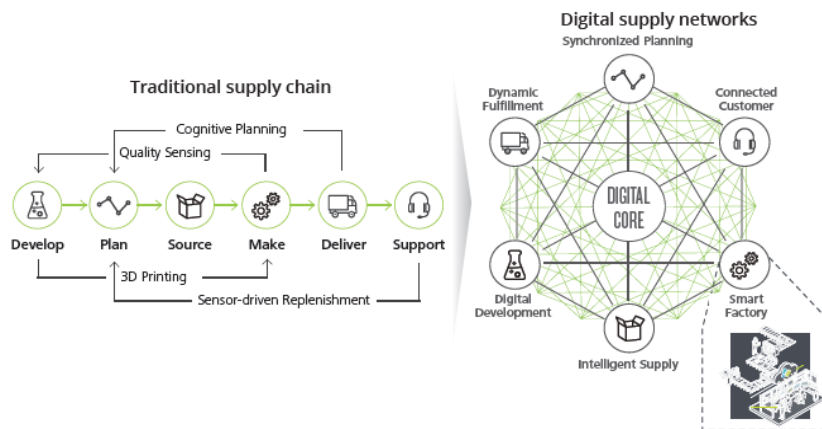 Digital supply networks
Synchronized Planning
Traditional supply chain
Dynamic
Fulfillment
Connected
Customer
Cognitive Planning
Quality Sensing
DIGITAL
CORE
Develop
Plan
Source
Make
Deliver
Support
3D Printing
Sensor-driven Replenishment
Digital
Development
Smart
Factory
Intelligent Supply